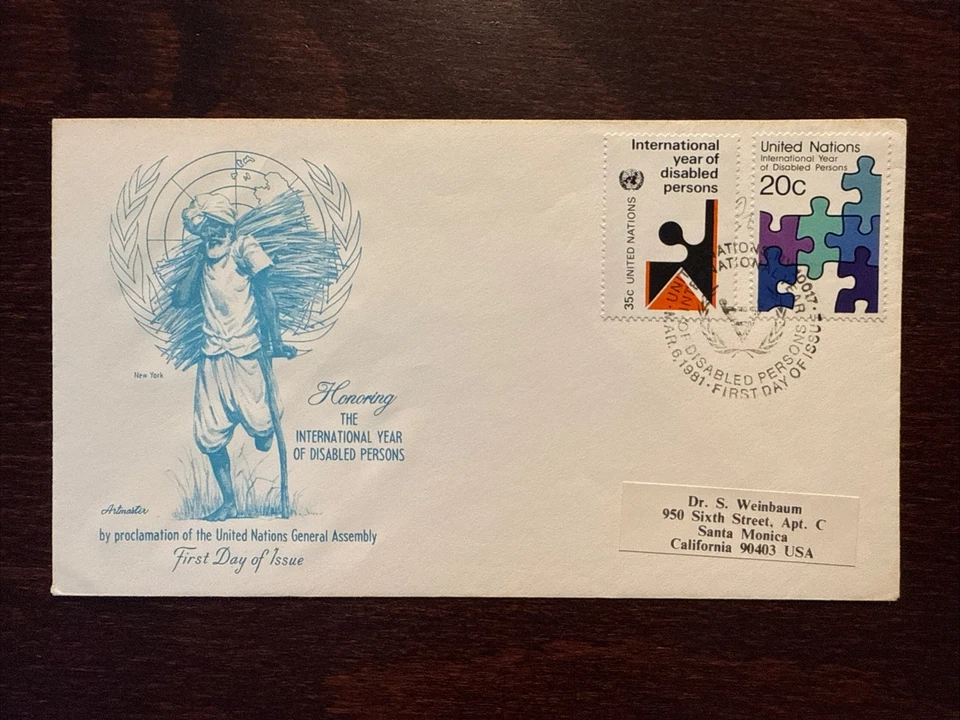 New York
Honoring
THE
INTERNATIONAL YEAR
OF DISABLED PERSONS
Artmaster
by proclamation of the United Nations General Assembly
First Day of Issue
International
year of
disabled
persons
35c UNITED NATIONS
United Nations
International Year
of Disabled Persons
20c
10017
OF DISABLED PERSONS
MAR. 6, 1981 · FIRST DAY OF ISSUE
Dr. S. Weinbaum
950 Sixth Street, Apt. C
Santa Monica
California 90403 USA